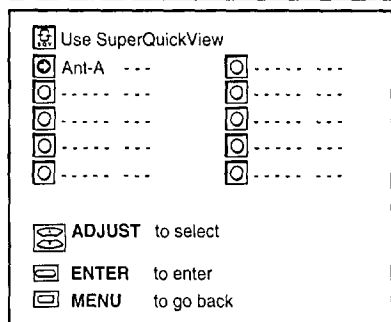 Use SuperQuickView
Ant-A --- ----- ---
----- --- ----- ---
----- --- ----- ---
----- --- ----- ---
----- --- ----- ---
ADJUST to select
ENTER to enter
MENU to go back